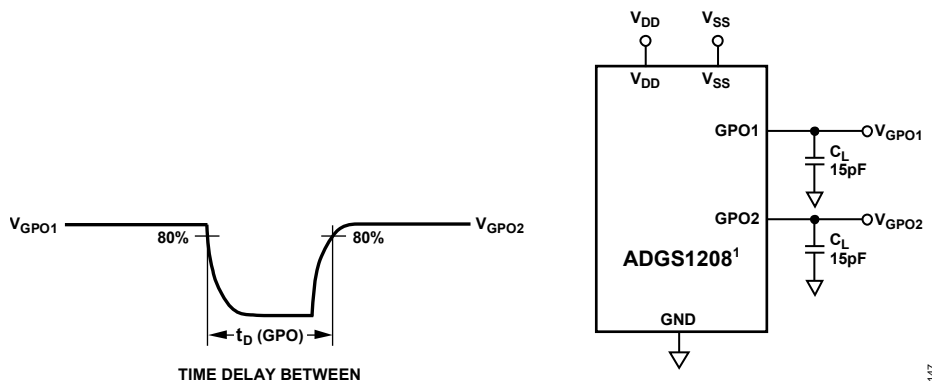 V_GPO1
80%
80%
V_GPO2
t_D (GPO)
TIME DELAY BETWEEN
V_DD
V_SS
V_DD
V_SS
GPO1
V_GPO1
C_L
15pF
GPO2
V_GPO2
C_L
15pF
ADGS1208¹
GND
147